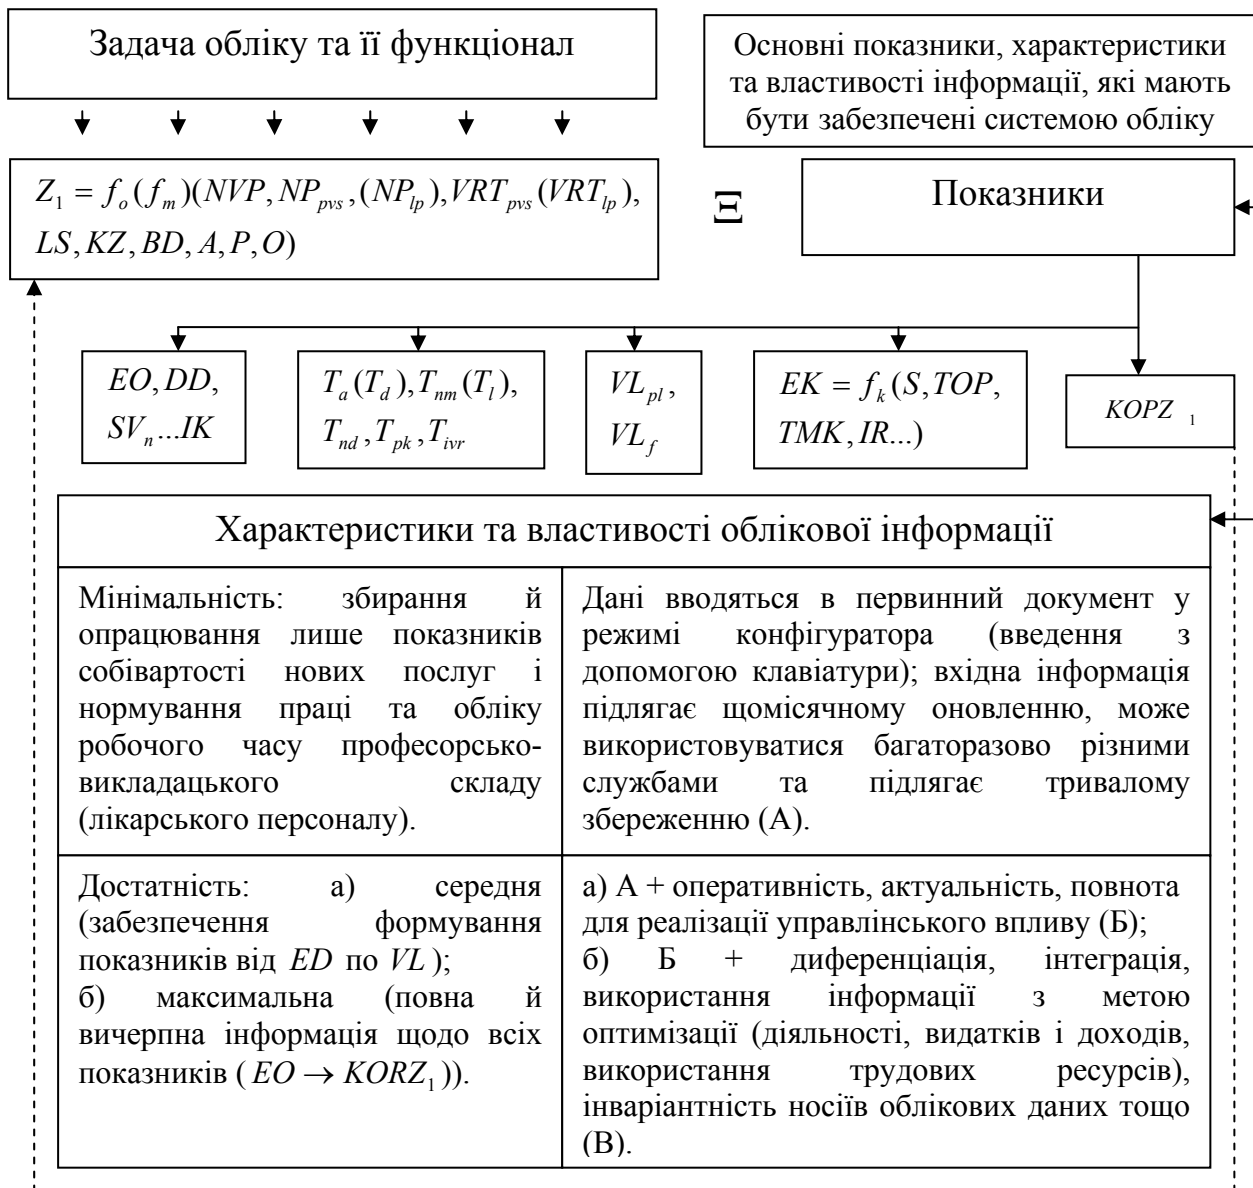 Задача обліку та її функціонал
Основні показники, характеристики
та властивості інформації, які мають
бути забезпечені системою обліку
Z₁ = fₒ(fₘ)(NVP, NP_pvs, (NP_lp), VRT_pvs(VRT_lp),
LS, KZ, BD, A, P, O)
Ξ
Показники
EO, DD,
SV_n...IK
T_a(T_d), T_nm(T_l),
T_nd, T_pk, T_ivr
VL_pl,
VL_f
EK = f_k(S, TOP,
TMK, IR...)
KOPZ ₁
Характеристики та властивості облікової інформації
Мінімальність: збирання й
опрацювання лише показників
собівартості нових послуг і
нормування праці та обліку
робочого часу професорсько-
викладацького складу
(лікарського персоналу).
Дані вводяться в первинний документ у
режимі конфігуратора (введення з
допомогою клавіатури); вхідна інформація
підлягає щомісячному оновленню, може
використовуватися багаторазово різними
службами та підлягає тривалому
збереженню (А).
Достатність: а) середня
(забезпечення формування
показників від ED по VL );
б) максимальна (повна й
вичерпна інформація щодо всіх
показників ( EO → KORZ₁ )).
а) А + оперативність, актуальність, повнота
для реалізації управлінського впливу (Б);
б) Б + диференціація, інтеграція,
використання інформації з метою
оптимізації (діяльності, видатків і доходів,
використання трудових ресурсів),
інваріантність носіїв облікових даних тощо
(В).